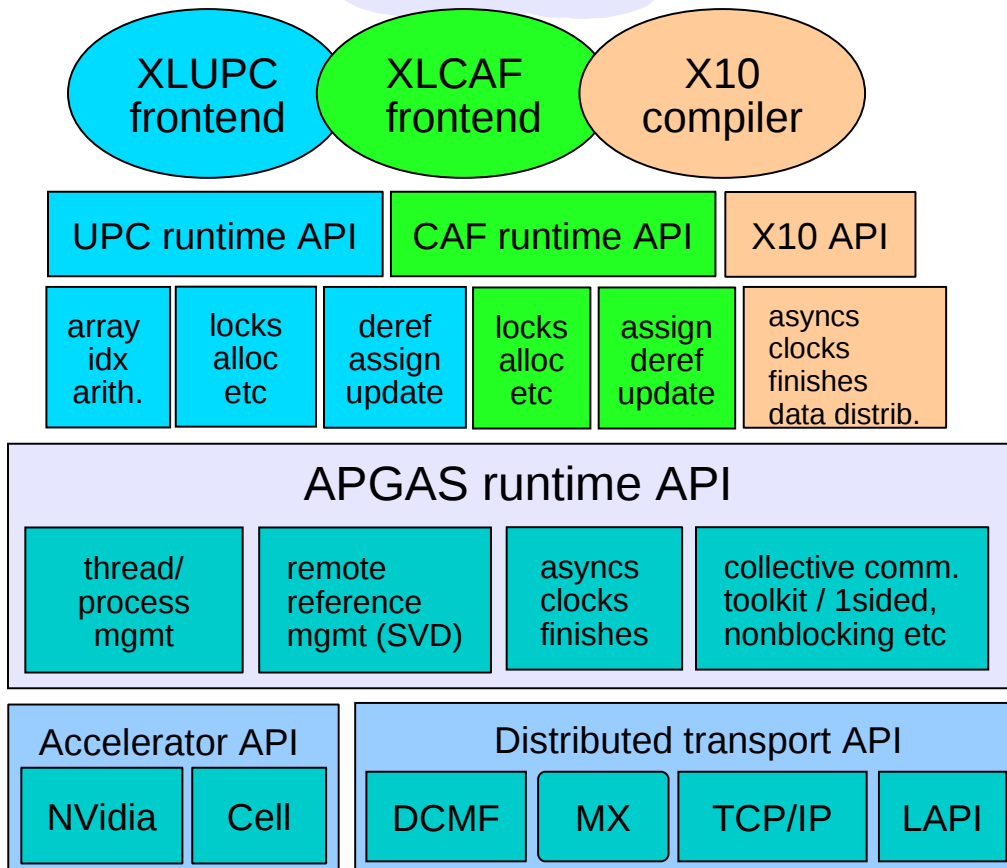 XLUPC
frontend
XLCAF
frontend
X10
compiler
UPC runtime API
CAF runtime API
X10 API
array
idx
arith.
locks
alloc
etc
deref
assign
update
locks
alloc
etc
assign
deref
update
asyncs
clocks
finishes
data distrib.
APGAS runtime API
thread/
process
mgmt
remote
reference
mgmt (SVD)
asyncs
clocks
finishes
collective comm.
toolkit / 1sided,
nonblocking etc
Accelerator API
NVidia
Cell
Distributed transport API
DCMF
MX
TCP/IP
LAPI